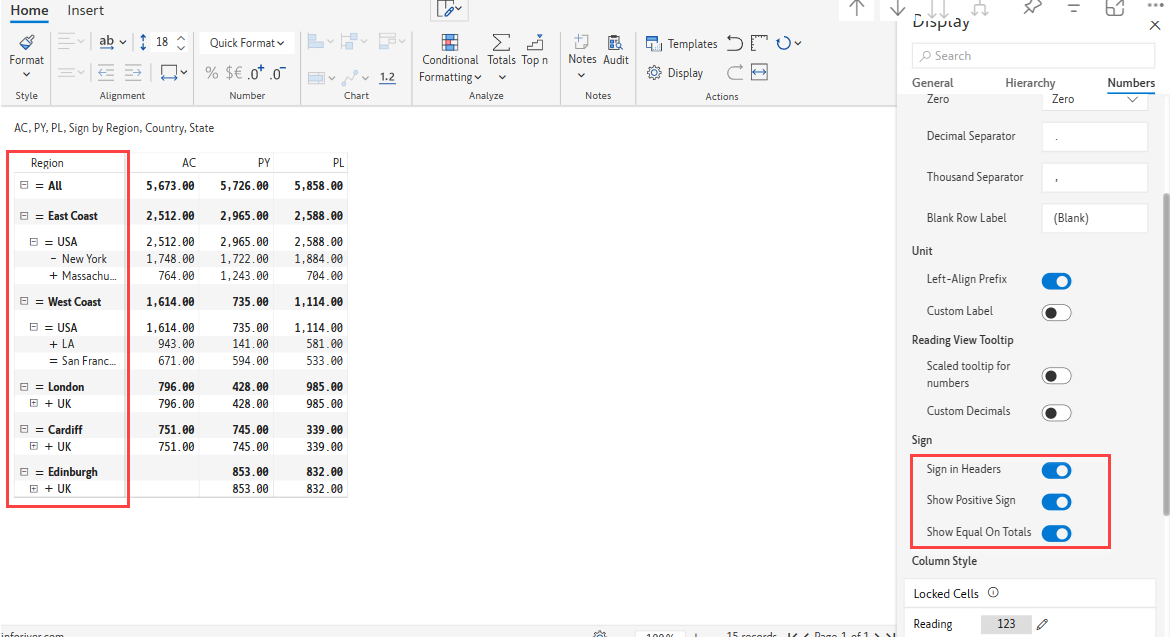 Home Insert
Format
Style
ab 18
Alignment
Quick Format
% $€ .0+ .0-
Number
1.2
Chart
Conditional Formatting Totals Top n
Analyze
Notes Audit
Notes
Templates
Display
Actions
AC, PY, PL, Sign by Region, Country, State
Region AC PY PL
= All 5,673.00 5,726.00 5,858.00
= East Coast 2,512.00 2,965.00 2,588.00
= USA 2,512.00 2,965.00 2,588.00
- New York 1,748.00 1,722.00 1,884.00
+ Massachu... 764.00 1,243.00 704.00
= West Coast 1,614.00 735.00 1,114.00
= USA 1,614.00 735.00 1,114.00
+ LA 943.00 141.00 581.00
= San Franc... 671.00 594.00 533.00
= London 796.00 428.00 985.00
+ UK 796.00 428.00 985.00
= Cardiff 751.00 745.00 339.00
+ UK 751.00 745.00 339.00
= Edinburgh 853.00 832.00
+ UK 853.00 832.00
inforiver.com
100%
15 records
Page 1 of 1
Display
Search
General Hierarchy Numbers
Zero Zero
Decimal Separator .
Thousand Separator ,
Blank Row Label (Blank)
Unit
Left-Align Prefix
Custom Label
Reading View Tooltip
Scaled tooltip for
numbers
Custom Decimals
Sign
Sign in Headers
Show Positive Sign
Show Equal On Totals
Column Style
Locked Cells
Reading 123